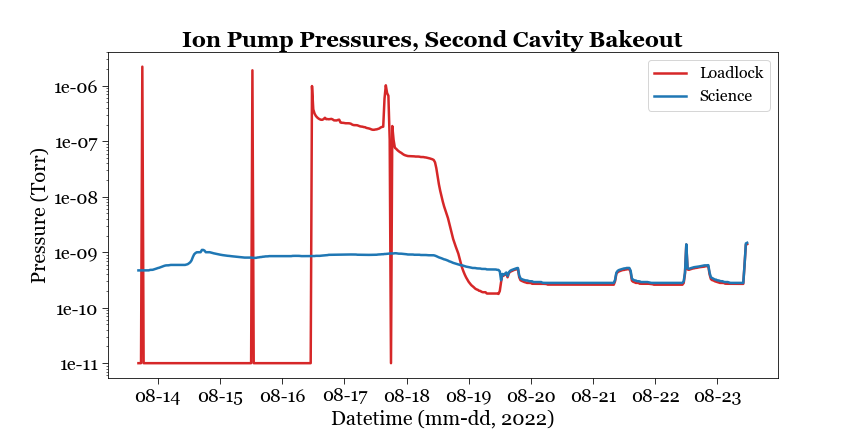 Ion Pump Pressures, Second Cavity Bakeout
Loadlock
Science
Pressure (Torr)
1e-06
1e-07
1e-08
1e-09
1e-10
1e-11
08-14 08-15 08-16 08-17 08-18 08-19 08-20 08-21 08-22 08-23
Datetime (mm-dd, 2022)